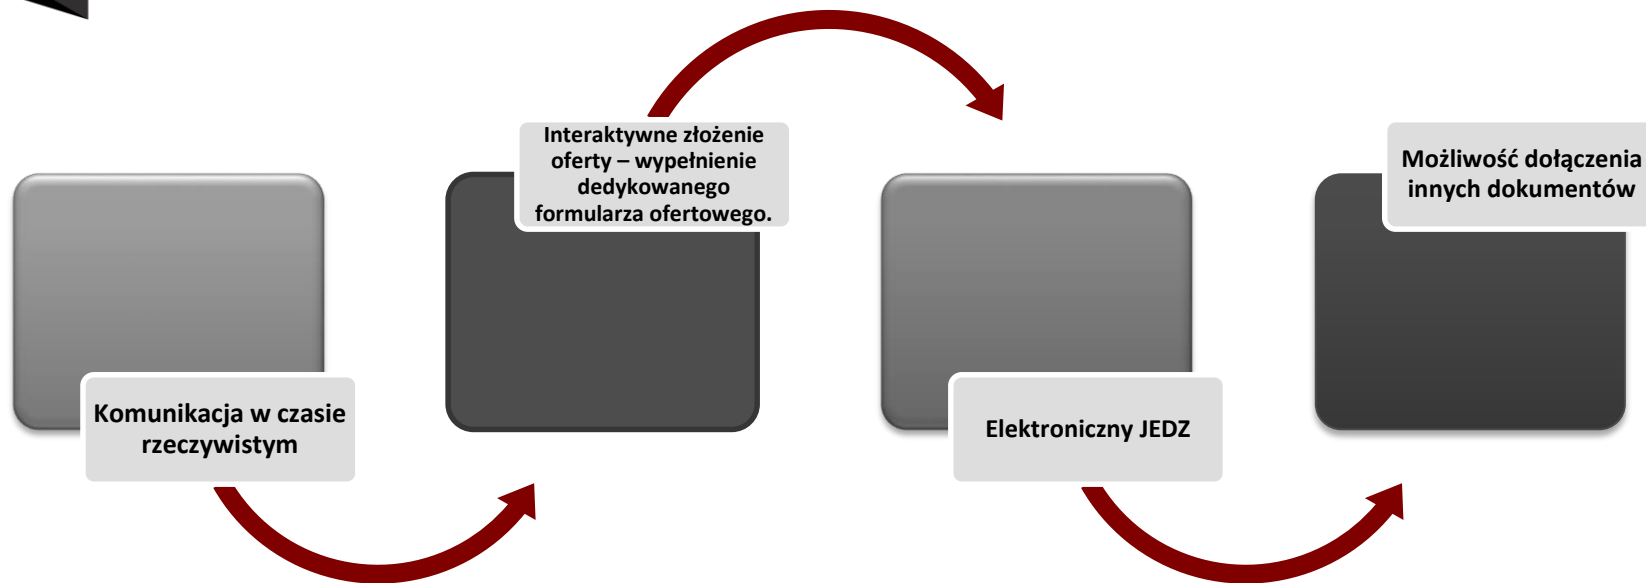 Komunikacja w czasie
rzeczywistym
Interaktywne złożenie
oferty – wypełnienie
dedykowanego
formularza ofertowego.
Elektroniczny JEDZ
Możliwość dołączenia
innych dokumentów